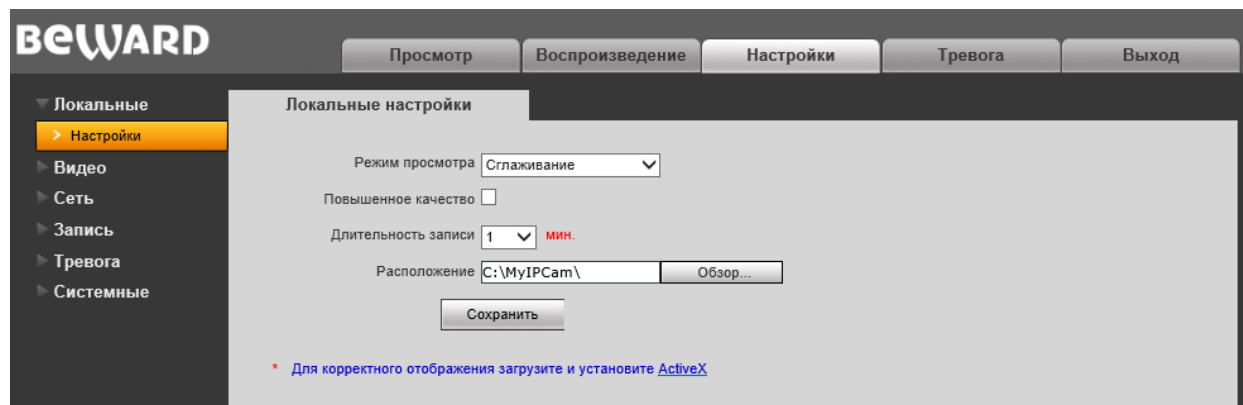 BEWARD
Просмотр Воспроизведение Настройки Тревога Выход
Локальные
> Настройки
Видео
Сеть
Запись
Тревога
Системные
Локальные настройки
Режим просмотра Сглаживание
Повышенное качество
Длительность записи 1 мин.
Расположение C:\MyIPCam\ Обзор...
Сохранить
* Для корректного отображения загрузите и установите ActiveX